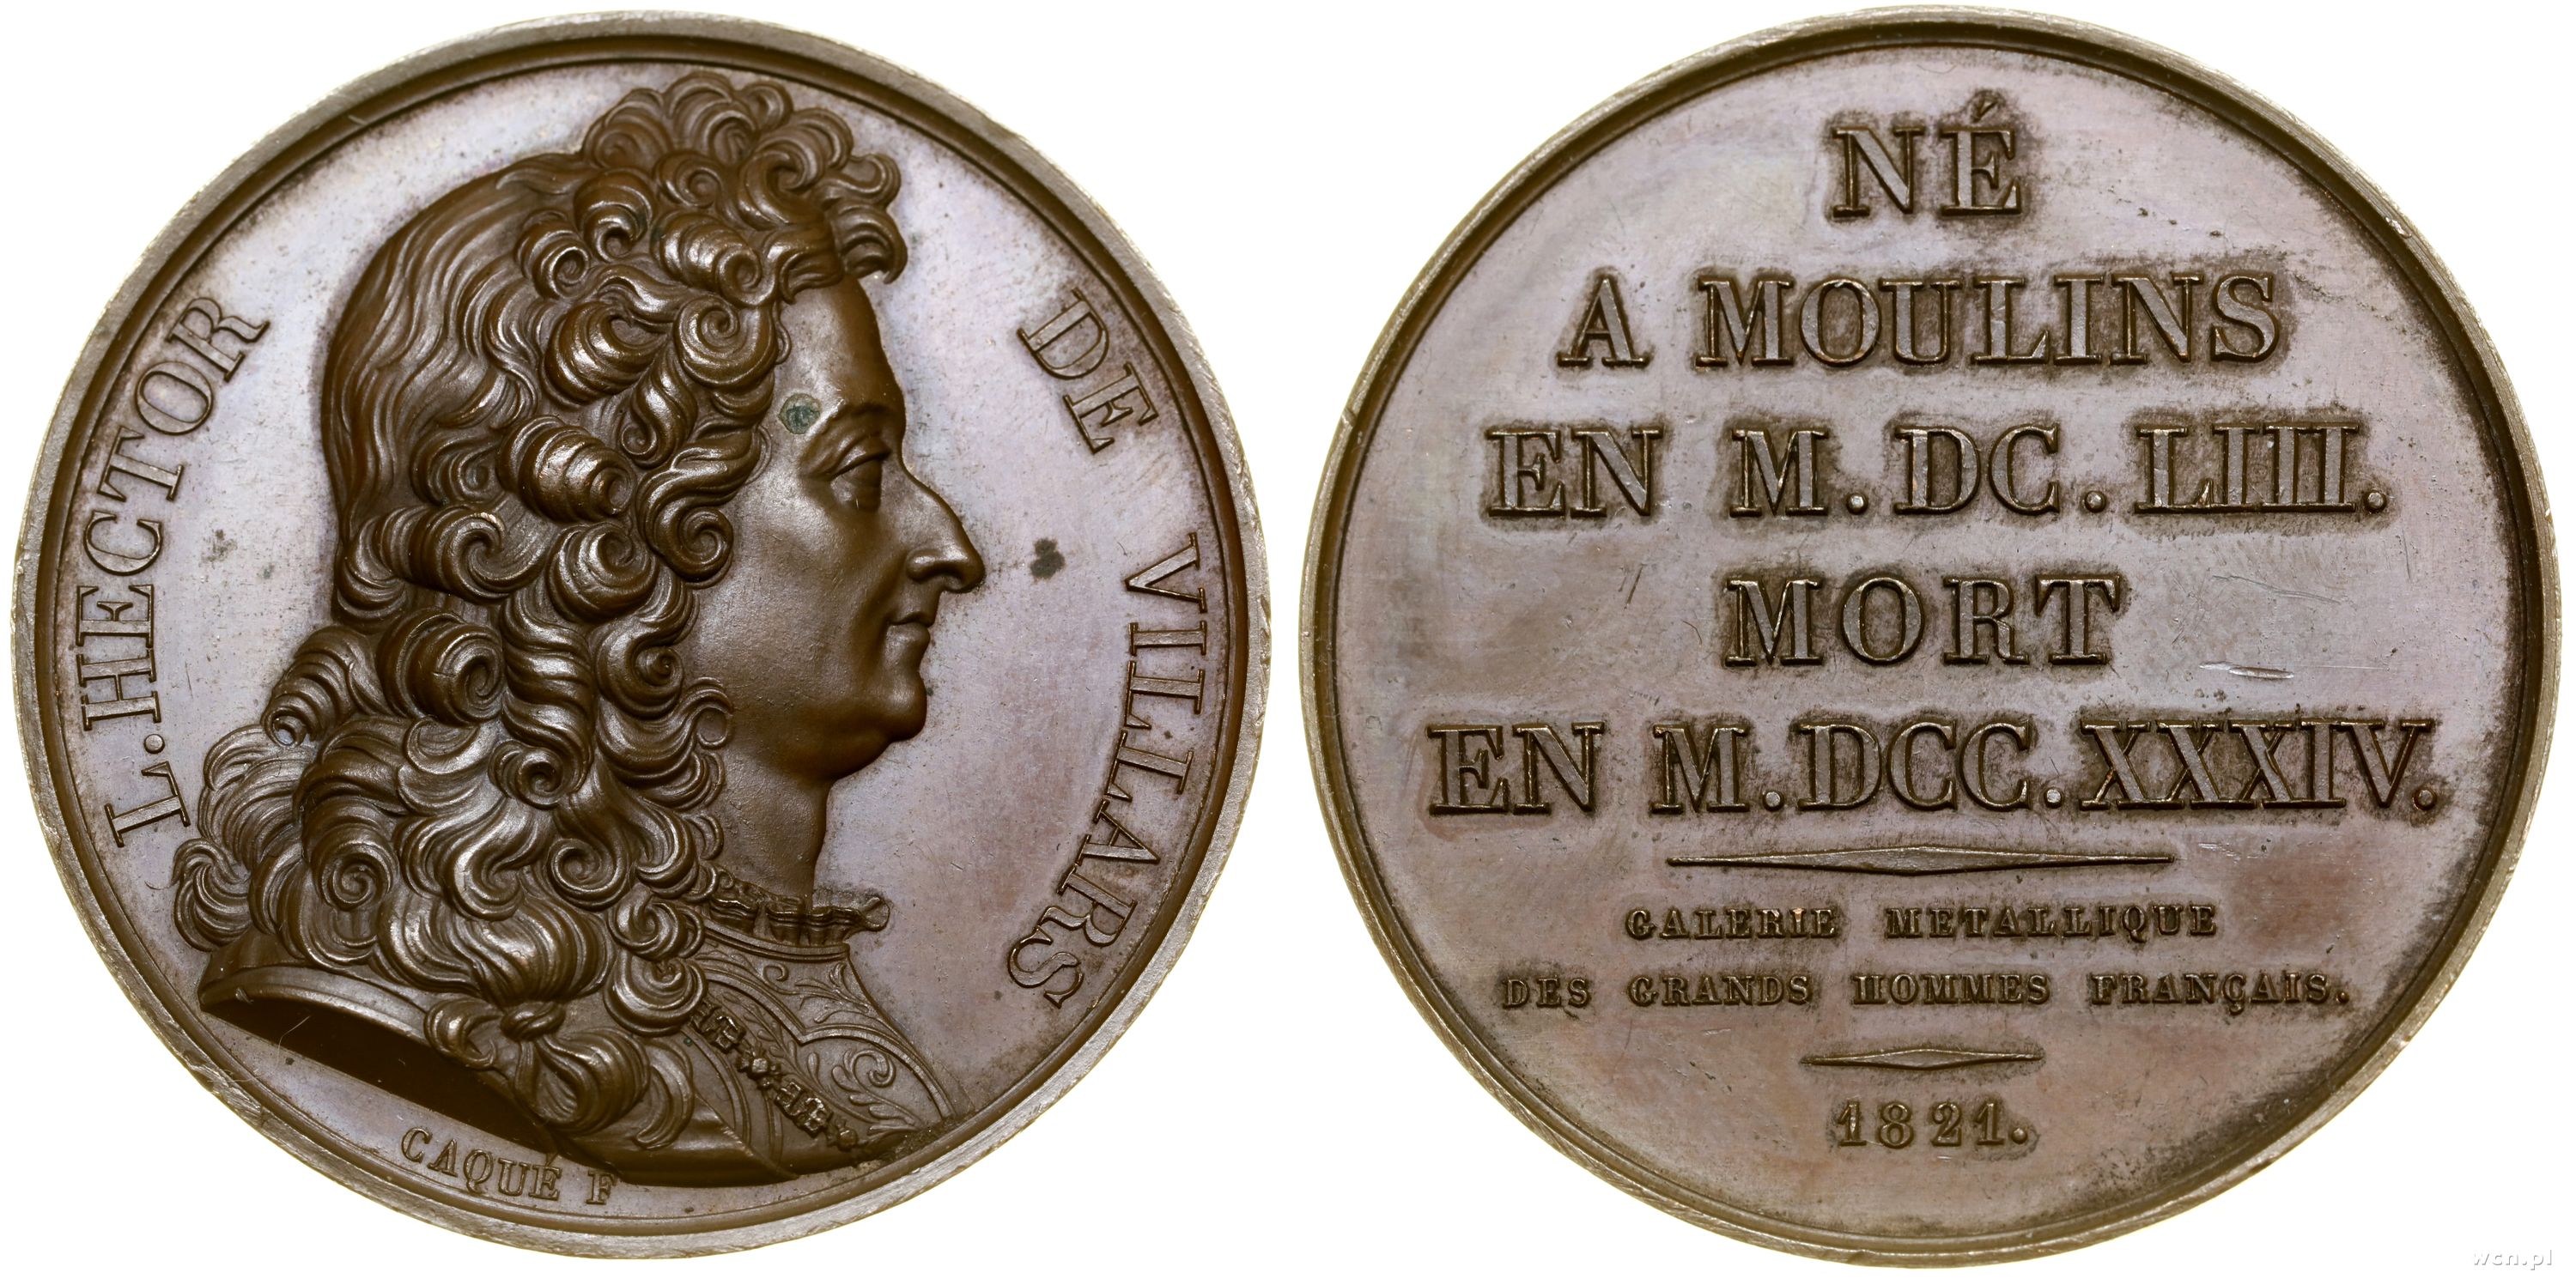 L. HECTOR DE VILLARS
CAQUÉ F
NÉ
A MOULINS
EN M. DC. LIII.
MORT
EN M. DCC. XXXIV.
GALERIE METALLIQUE
DES GRANDS HOMMES FRANÇAIS.
1821.
wcn.pl